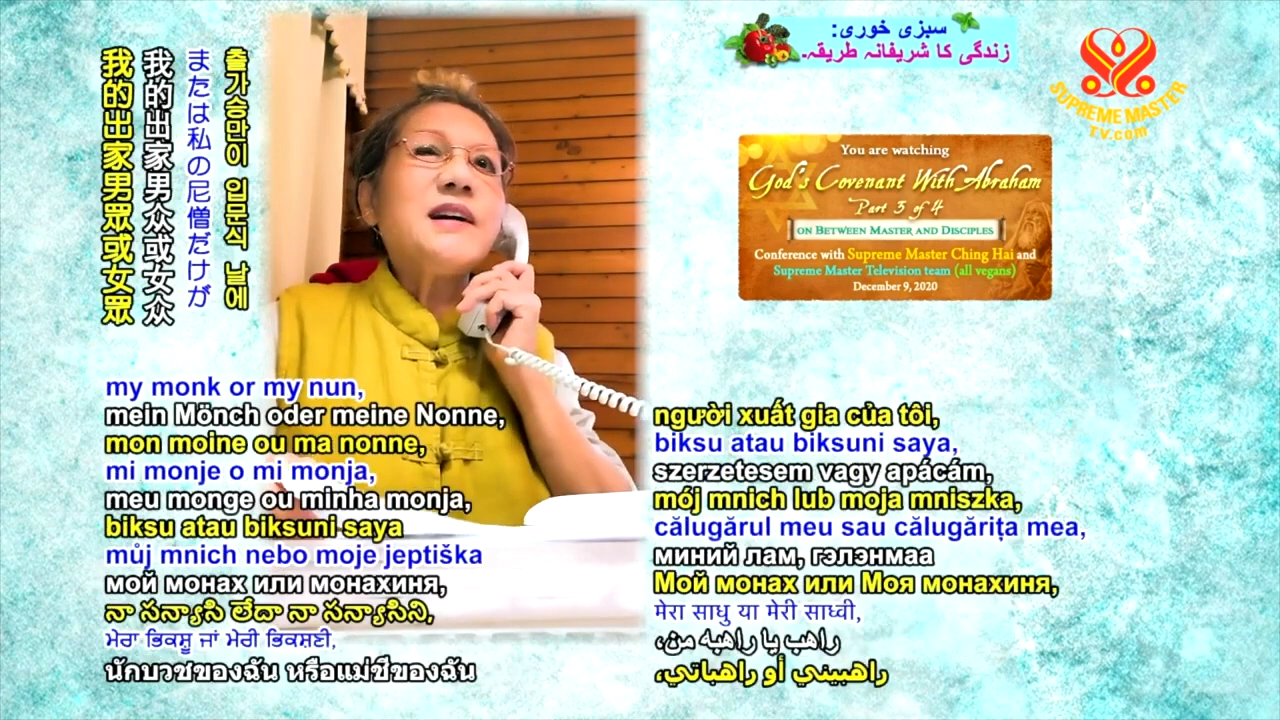 我的出家男眾或女眾
我的出家男众或女众
または私の尼僧だけが
출가승만이 입문식 날에
سبزی خوری:
زندگی کا شریفانہ طریقہ۔
SUPREME MASTER
TV.com
You are watching
God's Covenant With Abraham
Part 3 of 4
ON BETWEEN MASTER AND DISCIPLES
Conference with Supreme Master Ching Hai and
Supreme Master Television team (all vegans)
December 9, 2020
my monk or my nun,
mein Mönch oder meine Nonne,
mon moine ou ma nonne,
mi monje o mi monja,
meu monge ou minha monja,
biksu atau biksuni saya
můj mnich nebo moje jeptiška
мой монах или монахиня,
నా సన్యాసి లేదా నా సన్యాసిని,
ਮੇਰਾ ਭਿਕਸ਼ੂ ਜਾਂ ਮੇਰੀ ਭਿਕਸ਼ਣੀ,
นักบวชของฉัน หรือแม่ชีของฉัน
người xuất gia của tôi,
biksu atau biksuni saya,
szerzetesem vagy apácám,
mój mnich lub moja mniszka,
călugărul meu sau călugărița mea,
миний лам, гэлэнмаа
Мой монах или Моя монахиня,
मेरा साधु या मेरी साध्वी,
راهب یا راهبه من،
راهبيني أو راهباتي،